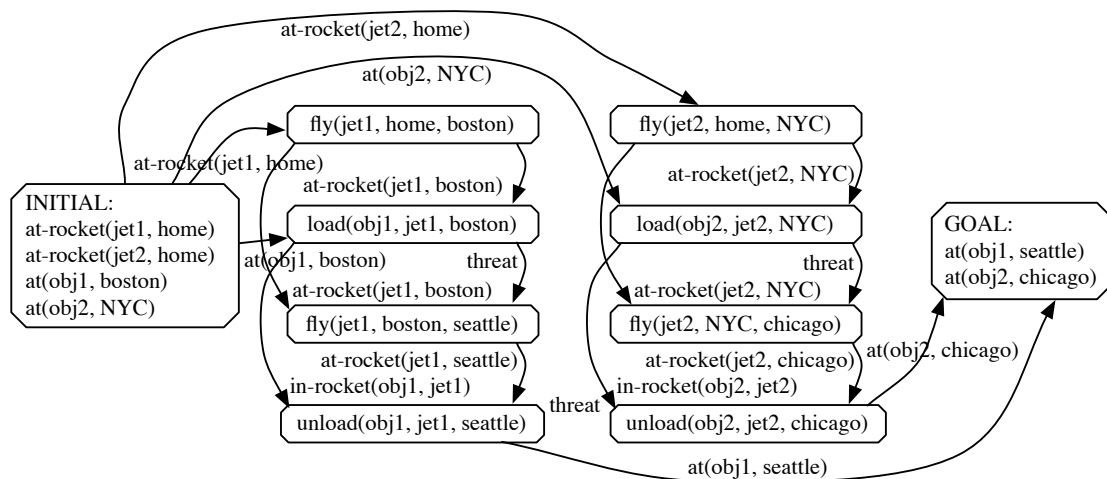 at-rocket(jet2, home)
at(obj2, NYC)
fly(jet1, home, boston)
fly(jet2, home, NYC)
at-rocket(jet1, home)
at-rocket(jet1, boston)
at-rocket(jet2, NYC)
INITIAL:
at-rocket(jet1, home)
at-rocket(jet2, home)
at(obj1, boston)
at(obj2, NYC)
load(obj1, jet1, boston)
load(obj2, jet2, NYC)
GOAL:
at(obj1, seattle)
at(obj2, chicago)
at(obj1, boston)
threat
threat
at-rocket(jet1, boston)
at-rocket(jet2, NYC)
fly(jet1, boston, seattle)
fly(jet2, NYC, chicago)
at-rocket(jet1, seattle)
at-rocket(jet2, chicago)
at(obj2, chicago)
in-rocket(obj1, jet1)
in-rocket(obj2, jet2)
threat
unload(obj1, jet1, seattle)
unload(obj2, jet2, chicago)
at(obj1, seattle)